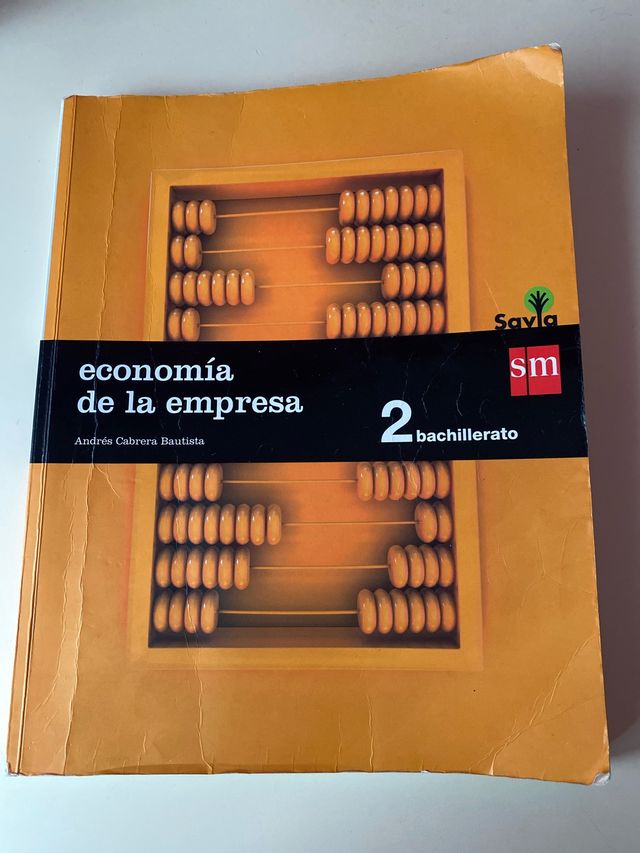 Savia
sm
economía
de la empresa
2 bachillerato
Andrés Cabrera Bautista